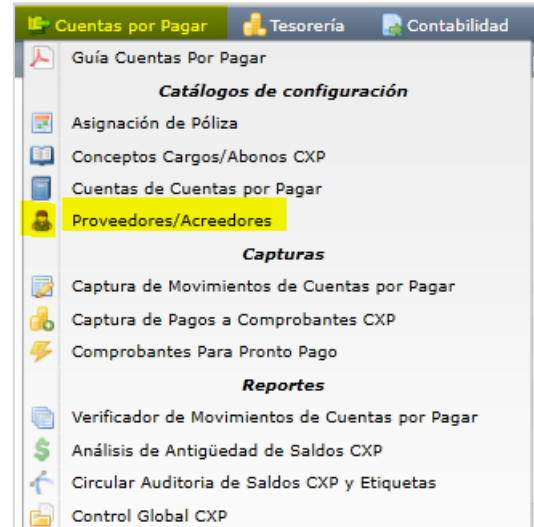 Cuentas por Pagar Tesorería Contabilidad
Guía Cuentas Por Pagar
Catálogos de configuración
Asignación de Póliza
Conceptos Cargos/Abonos CXP
Cuentas de Cuentas por Pagar
Proveedores/Acreedores
Capturas
Captura de Movimientos de Cuentas por Pagar
Captura de Pagos a Comprobantes CXP
Comprobantes Para Pronto Pago
Reportes
Verificador de Movimientos de Cuentas por Pagar
Análisis de Antigüedad de Saldos CXP
Circular Auditoria de Saldos CXP y Etiquetas
Control Global CXP